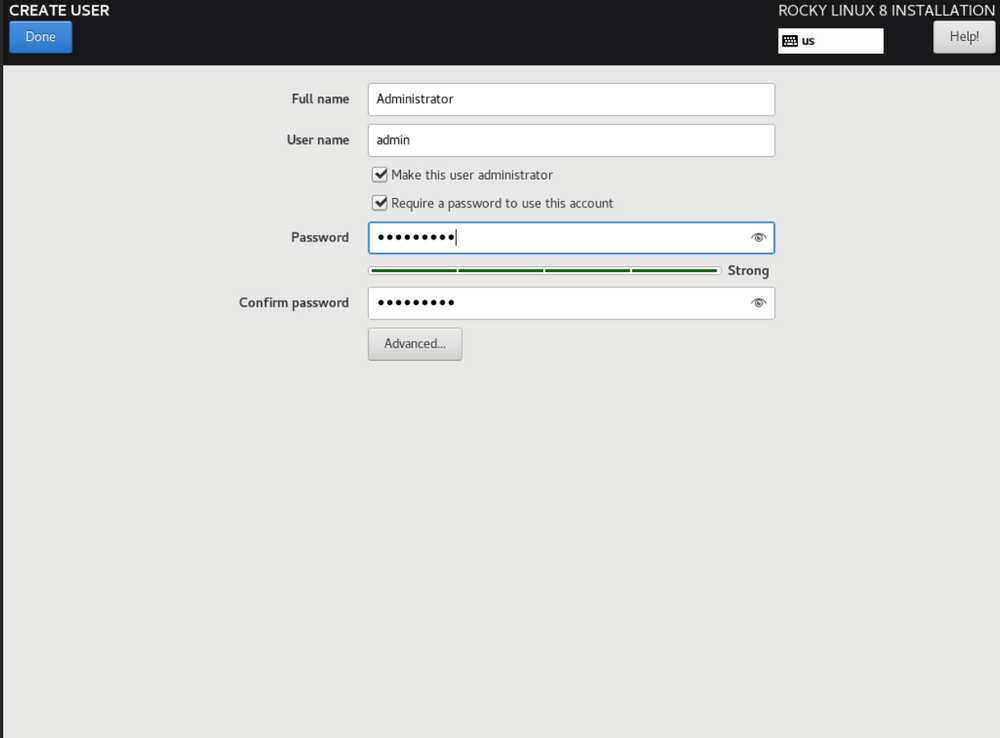 CREATE USER
ROCKY LINUX 8 INSTALLATION
Done
us
Help!
Full name
Administrator
User name
admin
Make this user administrator
Require a password to use this account
Password
•••••••••
Strong
Confirm password
•••••••••
Advanced...